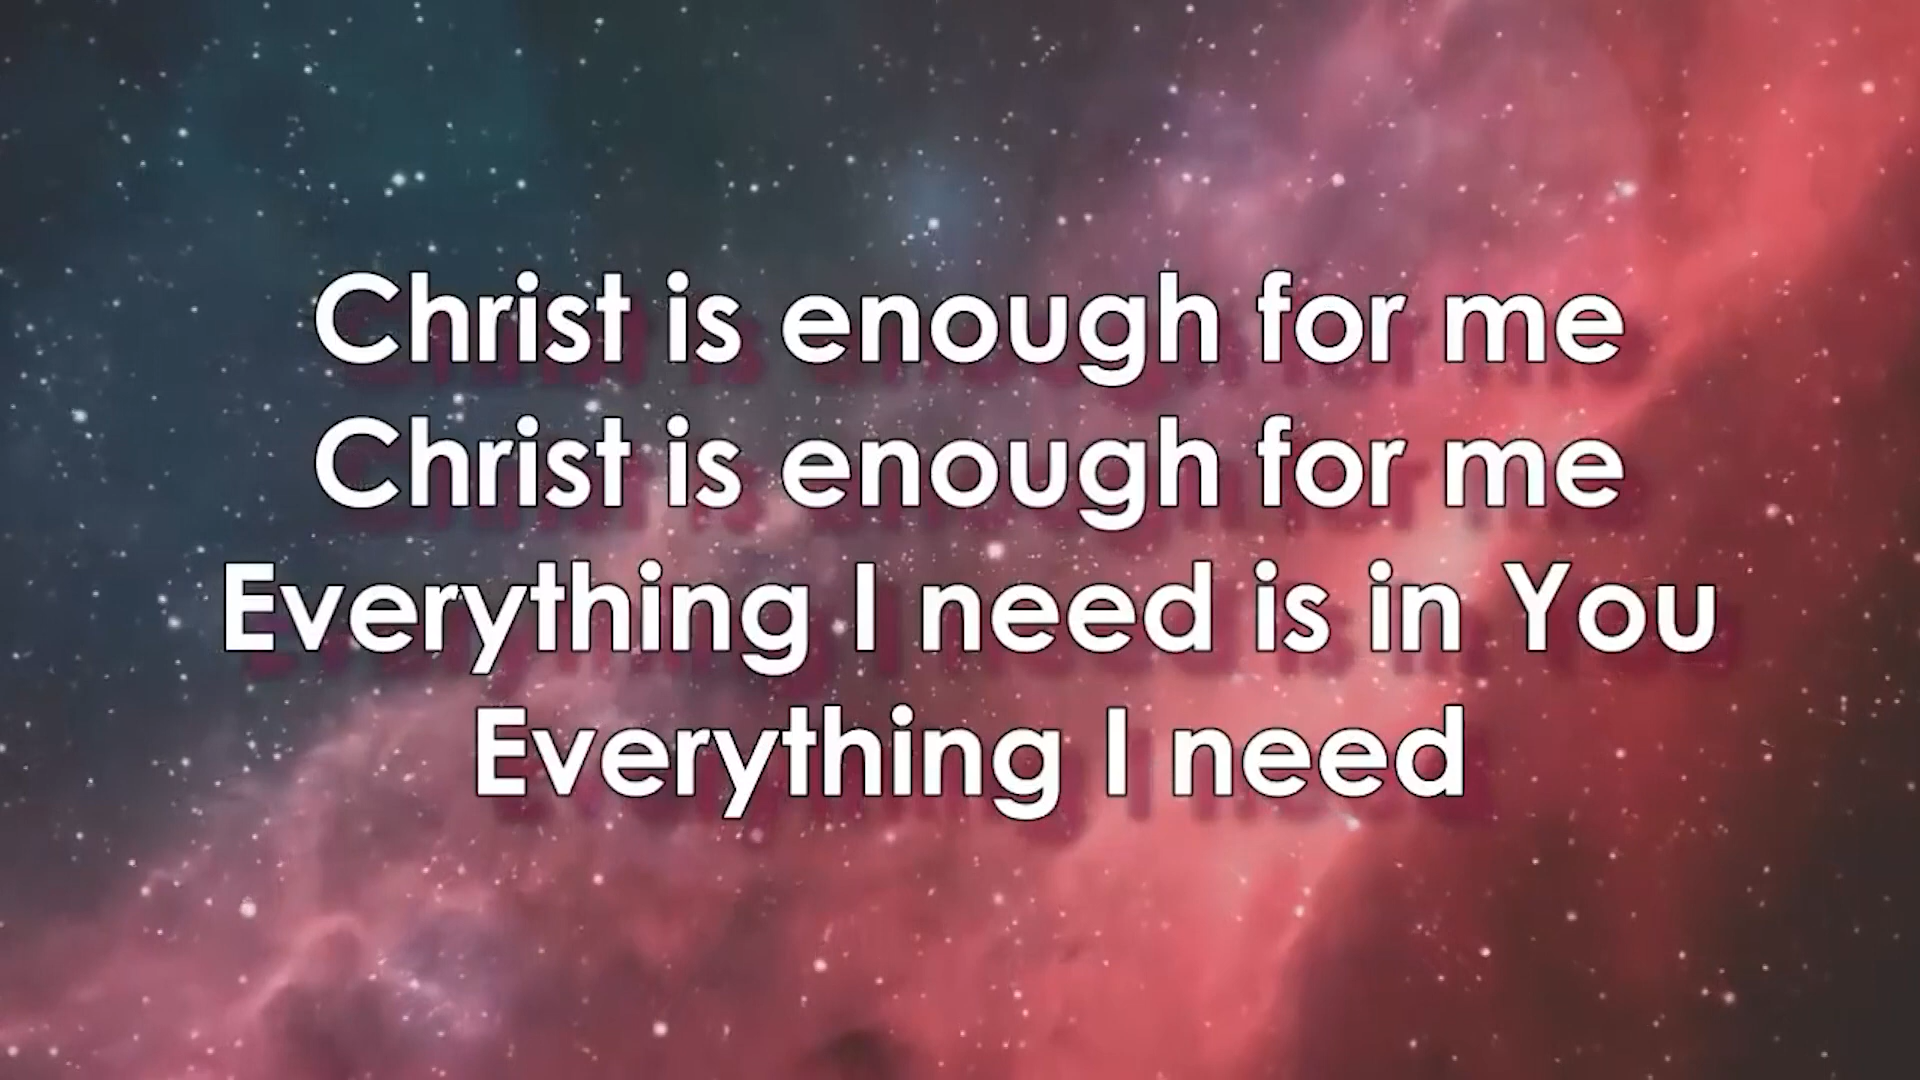 Christ is enough for me
Christ is enough for me
Everything I need is in You
Everything I need